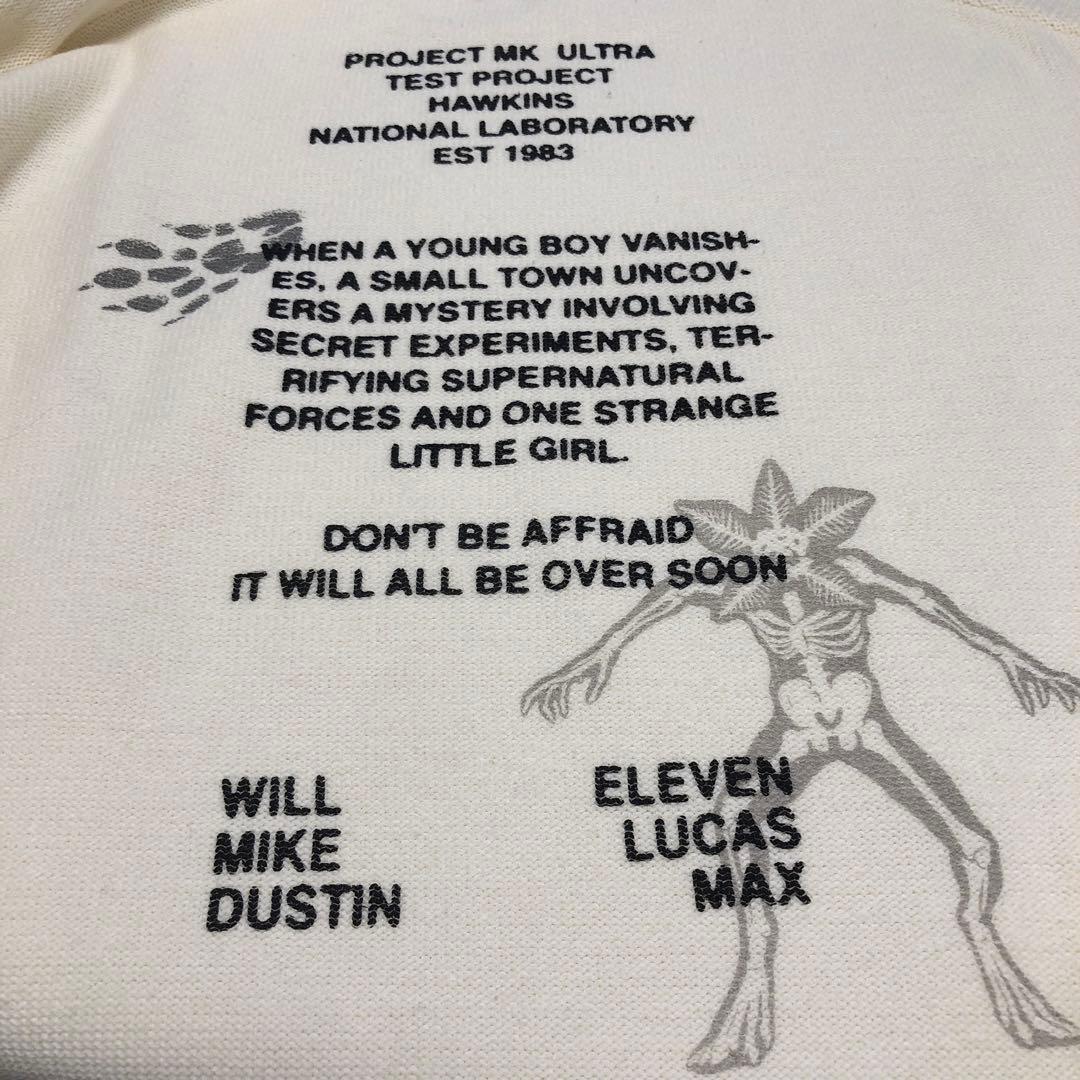 PROJECT MK ULTRA
TEST PROJECT
HAWKINS
NATIONAL LABORATORY
EST 1983
WHEN A YOUNG BOY VANISH-
ES, A SMALL TOWN UNCOV-
ERS A MYSTERY INVOLVING
SECRET EXPERIMENTS, TER-
RIFYING SUPERNATURAL
FORCES AND ONE STRANGE
LITTLE GIRL.
DON'T BE AFFRAID
IT WILL ALL BE OVER SOON
WILL
MIKE
DUSTIN
ELEVEN
LUCAS
MAX